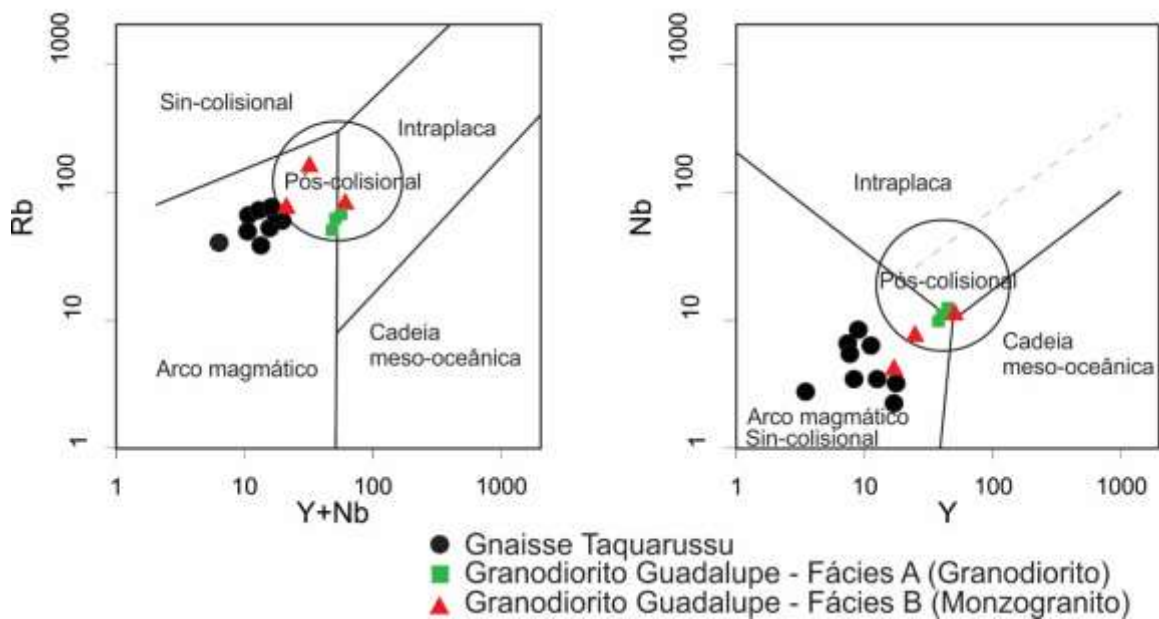 1000
100
10
1
Rb
Sin-colisional
Intraplaca
Pós-colisional
Arco magmático
Cadeia
meso-oceânica
1
10
100
1000
Y+Nb
1000
100
10
1
Nb
Intraplaca
Pós-colisional
Cadeia
meso-oceânica
Arco magmático
Sin-colisional
1
10
100
1000
Y
Gnaisse Taquarussu
Granodiorito Guadalupe - Fácies A (Granodiorito)
Granodiorito Guadalupe - Fácies B (Monzogranito)